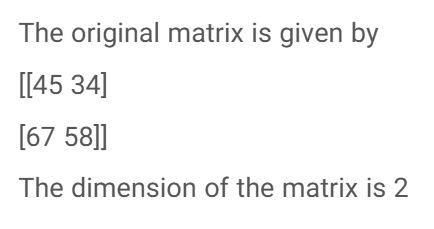 The original matrix is given by
[[45 34]
[67 58]]
The dimension of the matrix is 2